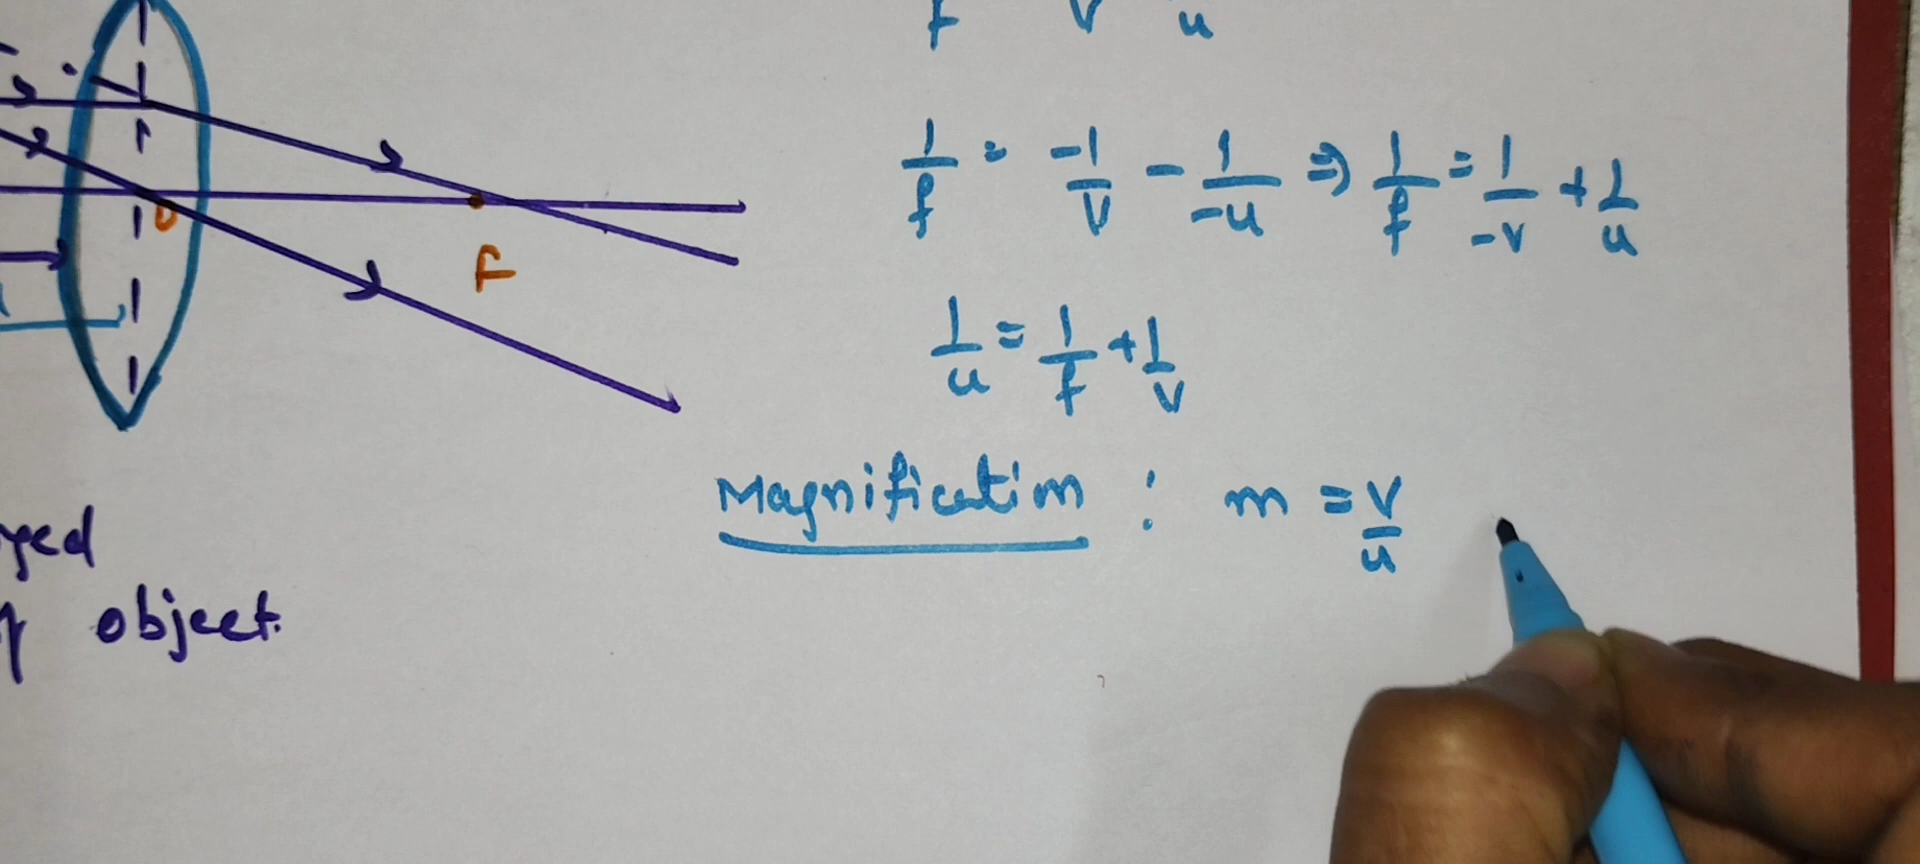 f v u
1/f = -1/v - 1/-u ⇒ 1/f = 1/-v + 1/u
O
F
1/u = 1/f + 1/v
Magnification : m = v/u
object.